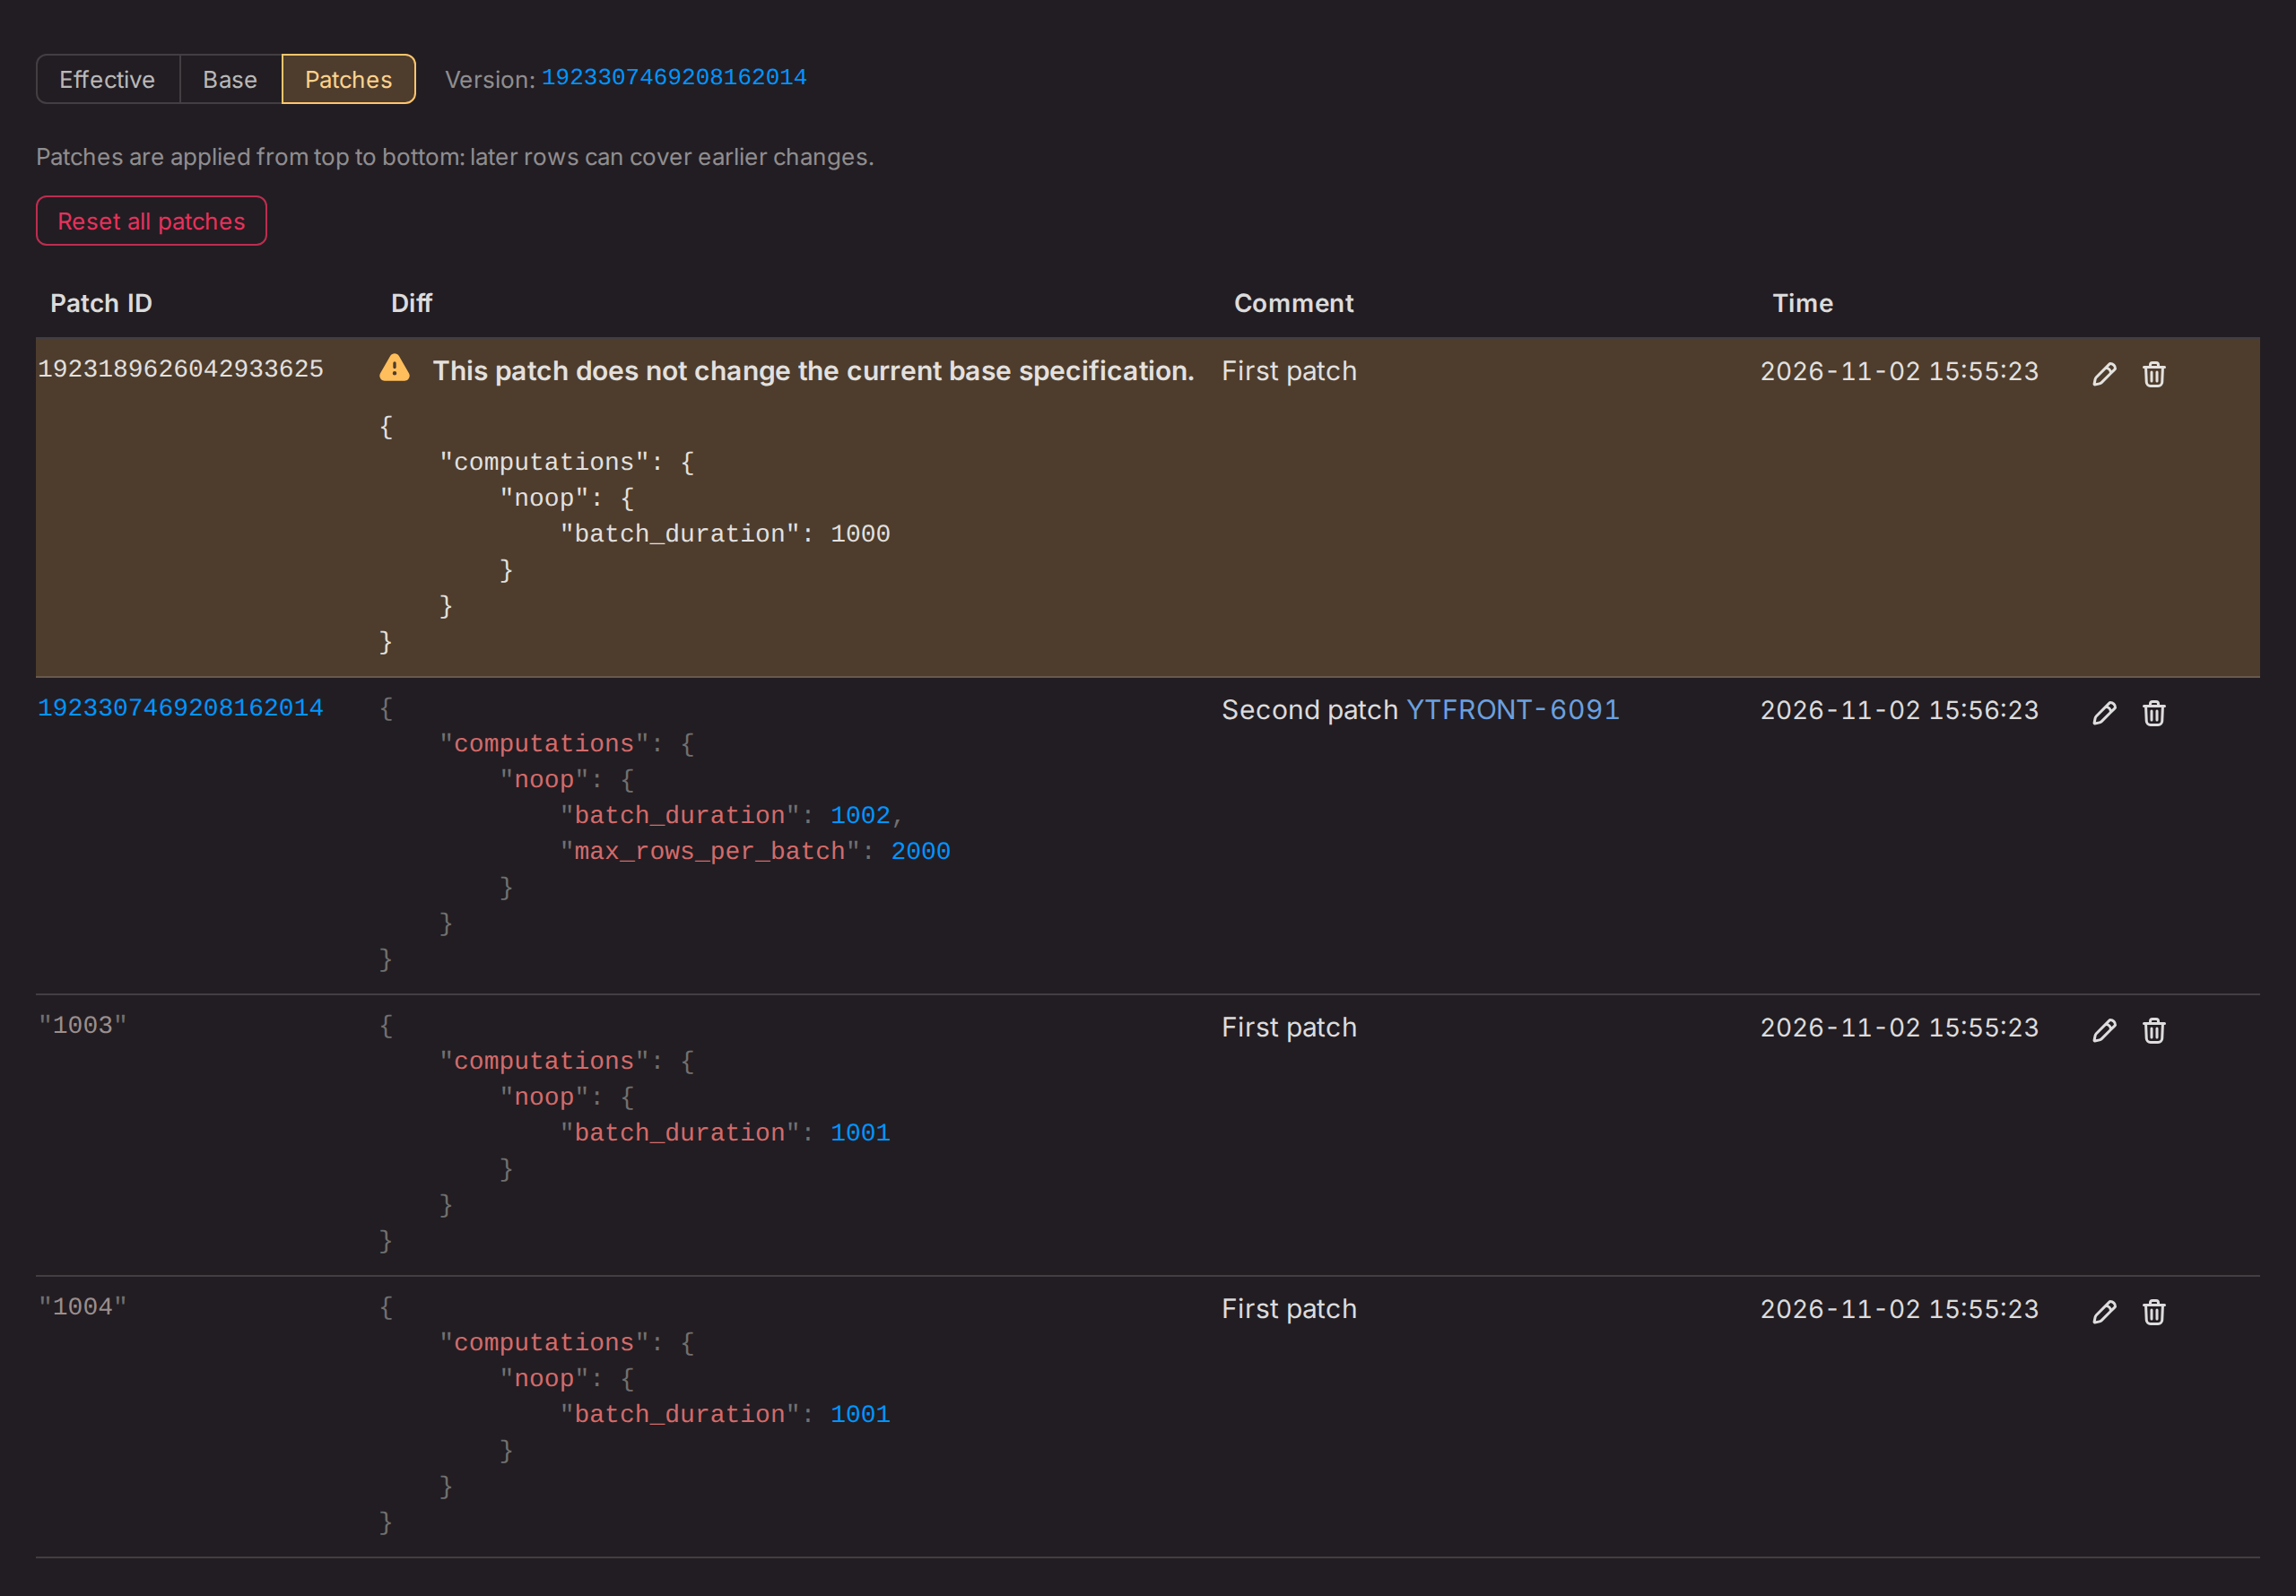 Effective Base Patches Version: 1923307469208162014
Patches are applied from top to bottom: later rows can cover earlier changes.
Reset all patches
Patch ID Diff Comment Time
1923189626042933625 This patch does not change the current base specification. First patch 2026-11-02 15:55:23
{
    "computations": {
        "noop": {
            "batch_duration": 1000
        }
    }
}
1923307469208162014 { Second patch YTFRONT-6091 2026-11-02 15:56:23
    "computations": {
        "noop": {
            "batch_duration": 1002,
            "max_rows_per_batch": 2000
        }
    }
}
"1003" { First patch 2026-11-02 15:55:23
    "computations": {
        "noop": {
            "batch_duration": 1001
        }
    }
}
"1004" { First patch 2026-11-02 15:55:23
    "computations": {
        "noop": {
            "batch_duration": 1001
        }
    }
}